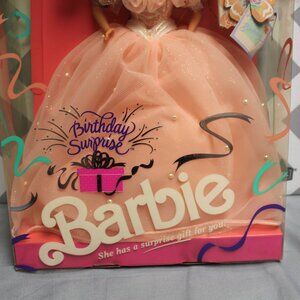 Birthday
Surprise
Barbie
She has a surprise gift for you.